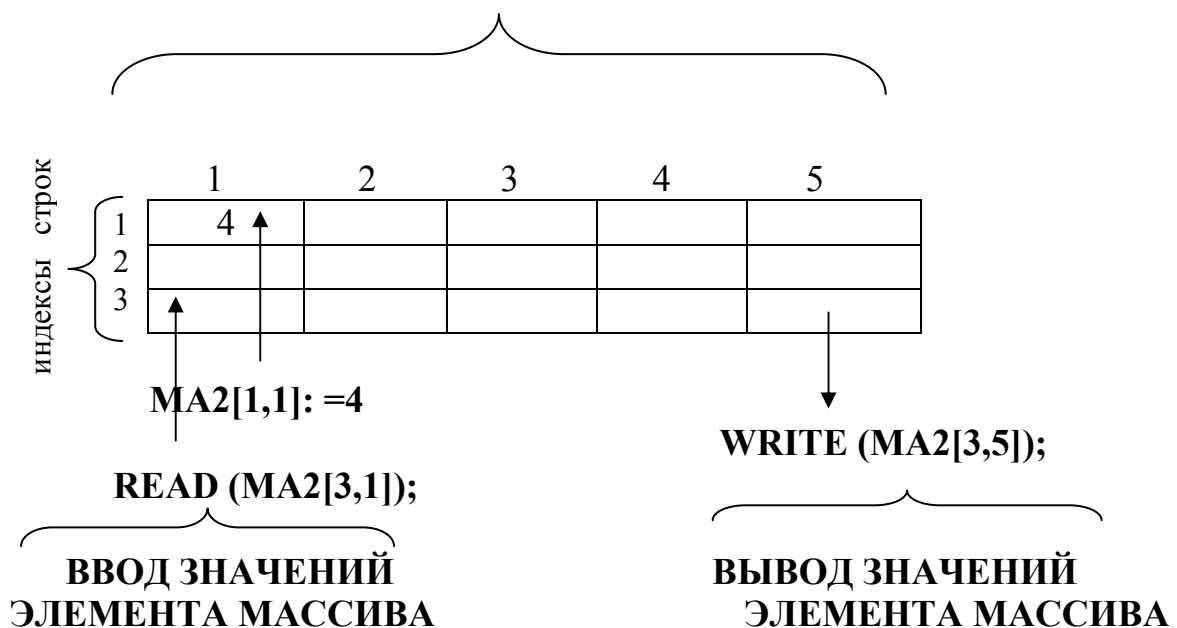 индексы строк
1 2 3 4 5
1 4
2
3
MA2[1,1]: =4
WRITE (MA2[3,5]);
READ (MA2[3,1]);
ВВОД ЗНАЧЕНИЙ
ЭЛЕМЕНТА МАССИВА
ВЫВОД ЗНАЧЕНИЙ
ЭЛЕМЕНТА МАССИВА